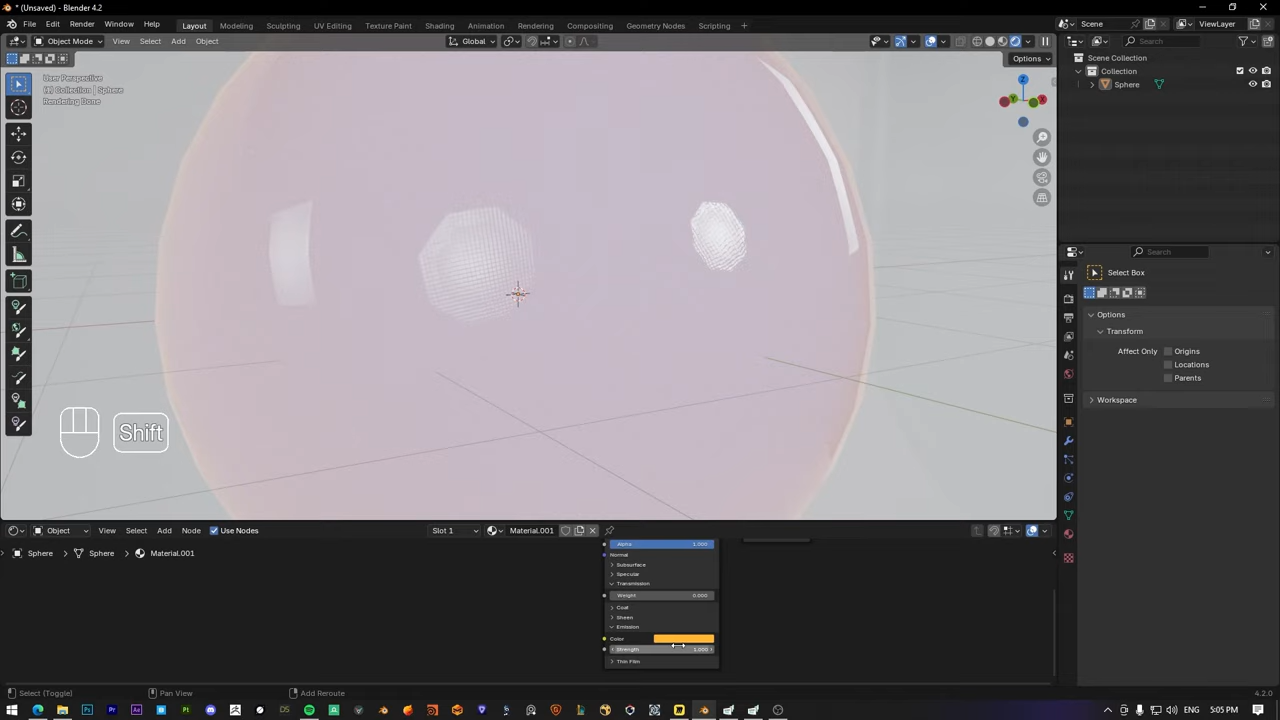 * (Unsaved) - Blender 4.2
File Edit Render Window Help Layout Modeling Sculpting UV Editing Texture Paint Shading Animation Rendering Compositing Geometry Nodes Scripting + Scene ViewLayer
Object Mode View Select Add Object Global Search
Options
User Perspective
(1) Collection | Sphere
Rendering Done
Z
Y
X
Scene Collection
Collection
Sphere
Search
Select Box
Options
Transform
Affect Only Origins
Locations
Parents
Workspace
Shift
Object View Select Add Node Use Nodes Slot 1 Material.001
Sphere > Sphere > Material.001
Alpha 1.000
Normal
Subsurface
Specular
Transmission
Weight 0.000
Coat
Sheen
Emission
Color
Strength 1.000
Thin Film
Select (Toggle) Pan View Add Reroute 4.2.0
5:05 PM